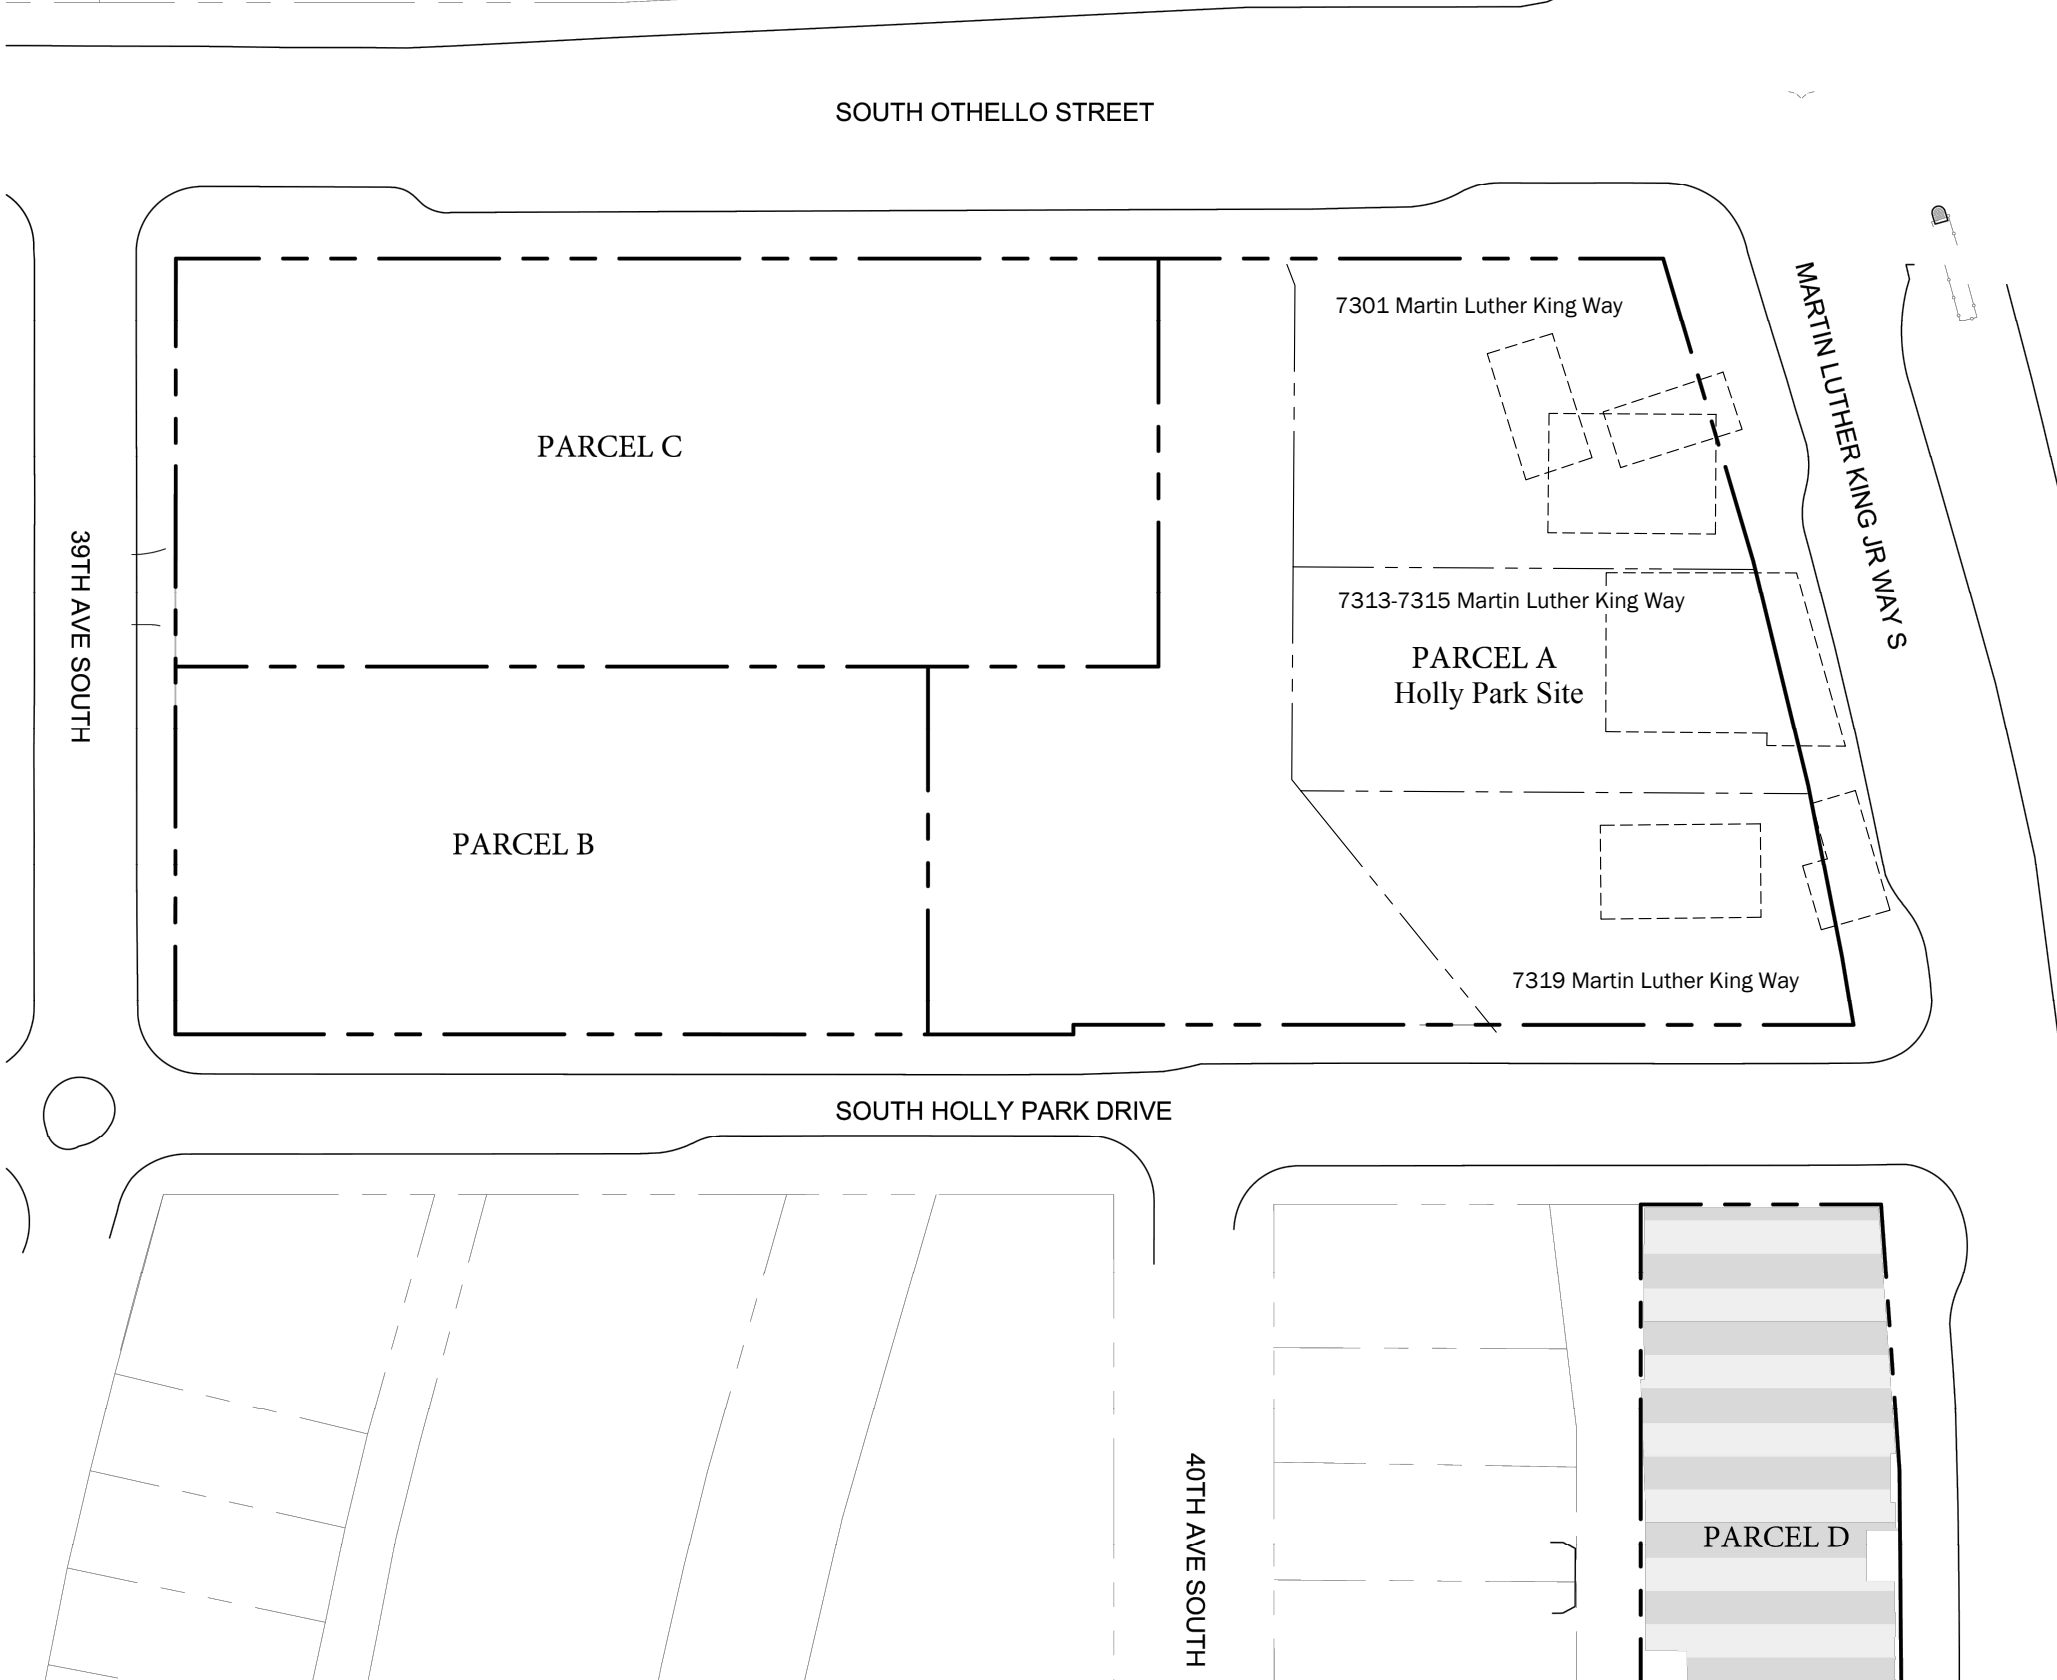 SOUTH OTHELLO STREET
7301 Martin Luther King Way
MARTIN LUTHER KING JR WAY S
PARCEL C
39TH AVE SOUTH
7313-7315 Martin Luther King Way
PARCEL A
Holly Park Site
PARCEL B
7319 Martin Luther King Way
SOUTH HOLLY PARK DRIVE
40TH AVE SOUTH
PARCEL D